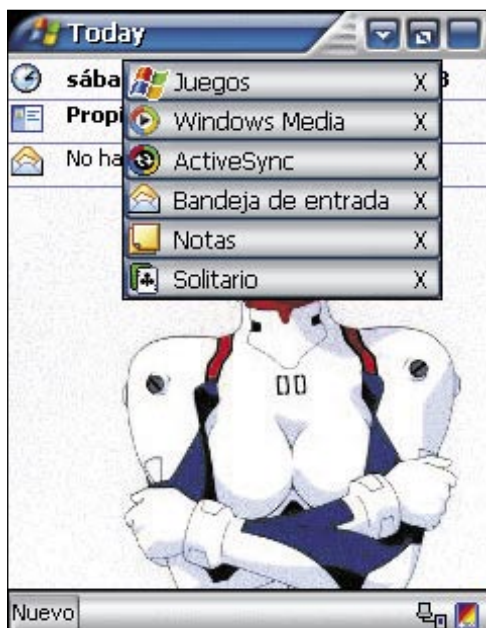 Today
sába
Juegos X
Propi
Windows Media X
No ha
ActiveSync X
Bandeja de entrada X
Notas X
Solitario X
00
Nuevo